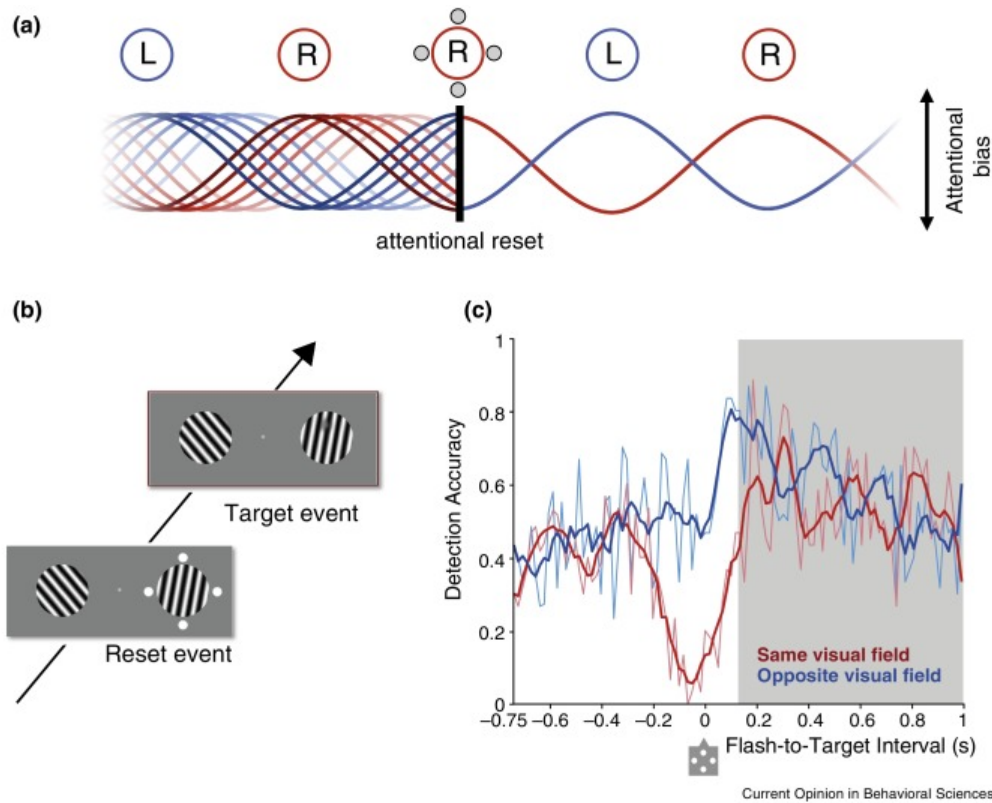 (a)
L
R
R
L
R
Attentional
bias
attentional reset
(b)
Target event
Reset event
(c)
Detection Accuracy
1
0.8
0.6
0.4
0.2
0
Same visual field
Opposite visual field
−0.75 −0.6 −0.4 −0.2 0 0.2 0.4 0.6 0.8 1
Flash-to-Target Interval (s)
Current Opinion in Behavioral Sciences